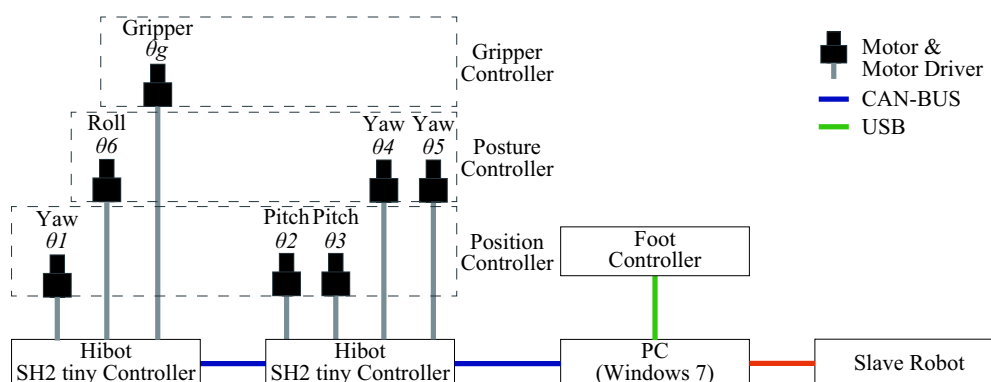 Gripper
θg
Gripper
Controller
Roll
θ6
Yaw
θ4
Yaw
θ5
Posture
Controller
Yaw
θ1
Pitch
θ2
Pitch
θ3
Position
Controller
Motor &
Motor Driver
CAN-BUS
USB
Foot
Controller
Hibot
SH2 tiny Controller
Hibot
SH2 tiny Controller
PC
(Windows 7)
Slave Robot